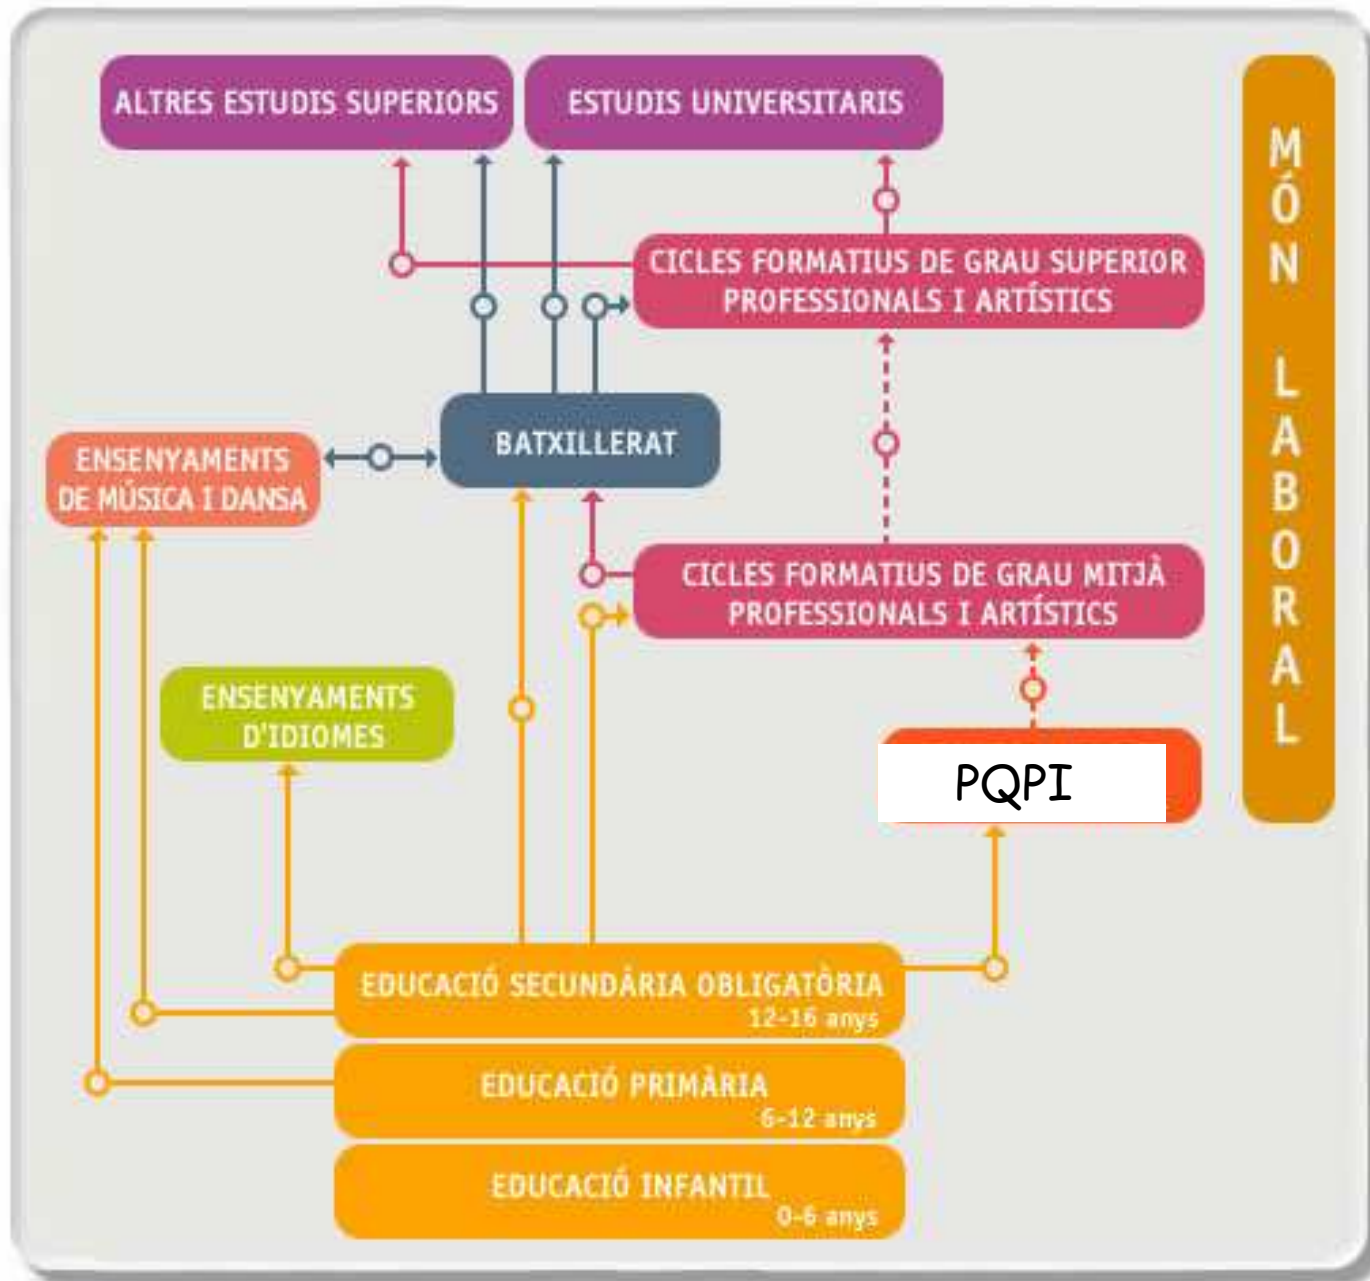 ALTRES ESTUDIS SUPERIORS
ESTUDIS UNIVERSITARIS
CICLES FORMATIUS DE GRAU SUPERIOR
PROFESSIONALS I ARTÍSTICS
BATXILLERAT
ENSENYAMENTS
DE MÚSICA I DANSA
CICLES FORMATIUS DE GRAU MITJÀ
PROFESSIONALS I ARTÍSTICS
ENSENYAMENTS
D'IDIOMES
PQPI
EDUCACIÓ SECUNDÀRIA OBLIGATÒRIA
12-16 anys
EDUCACIÓ PRIMÀRIA
6-12 anys
EDUCACIÓ INFANTIL
0-6 anys
MÓN LABORAL